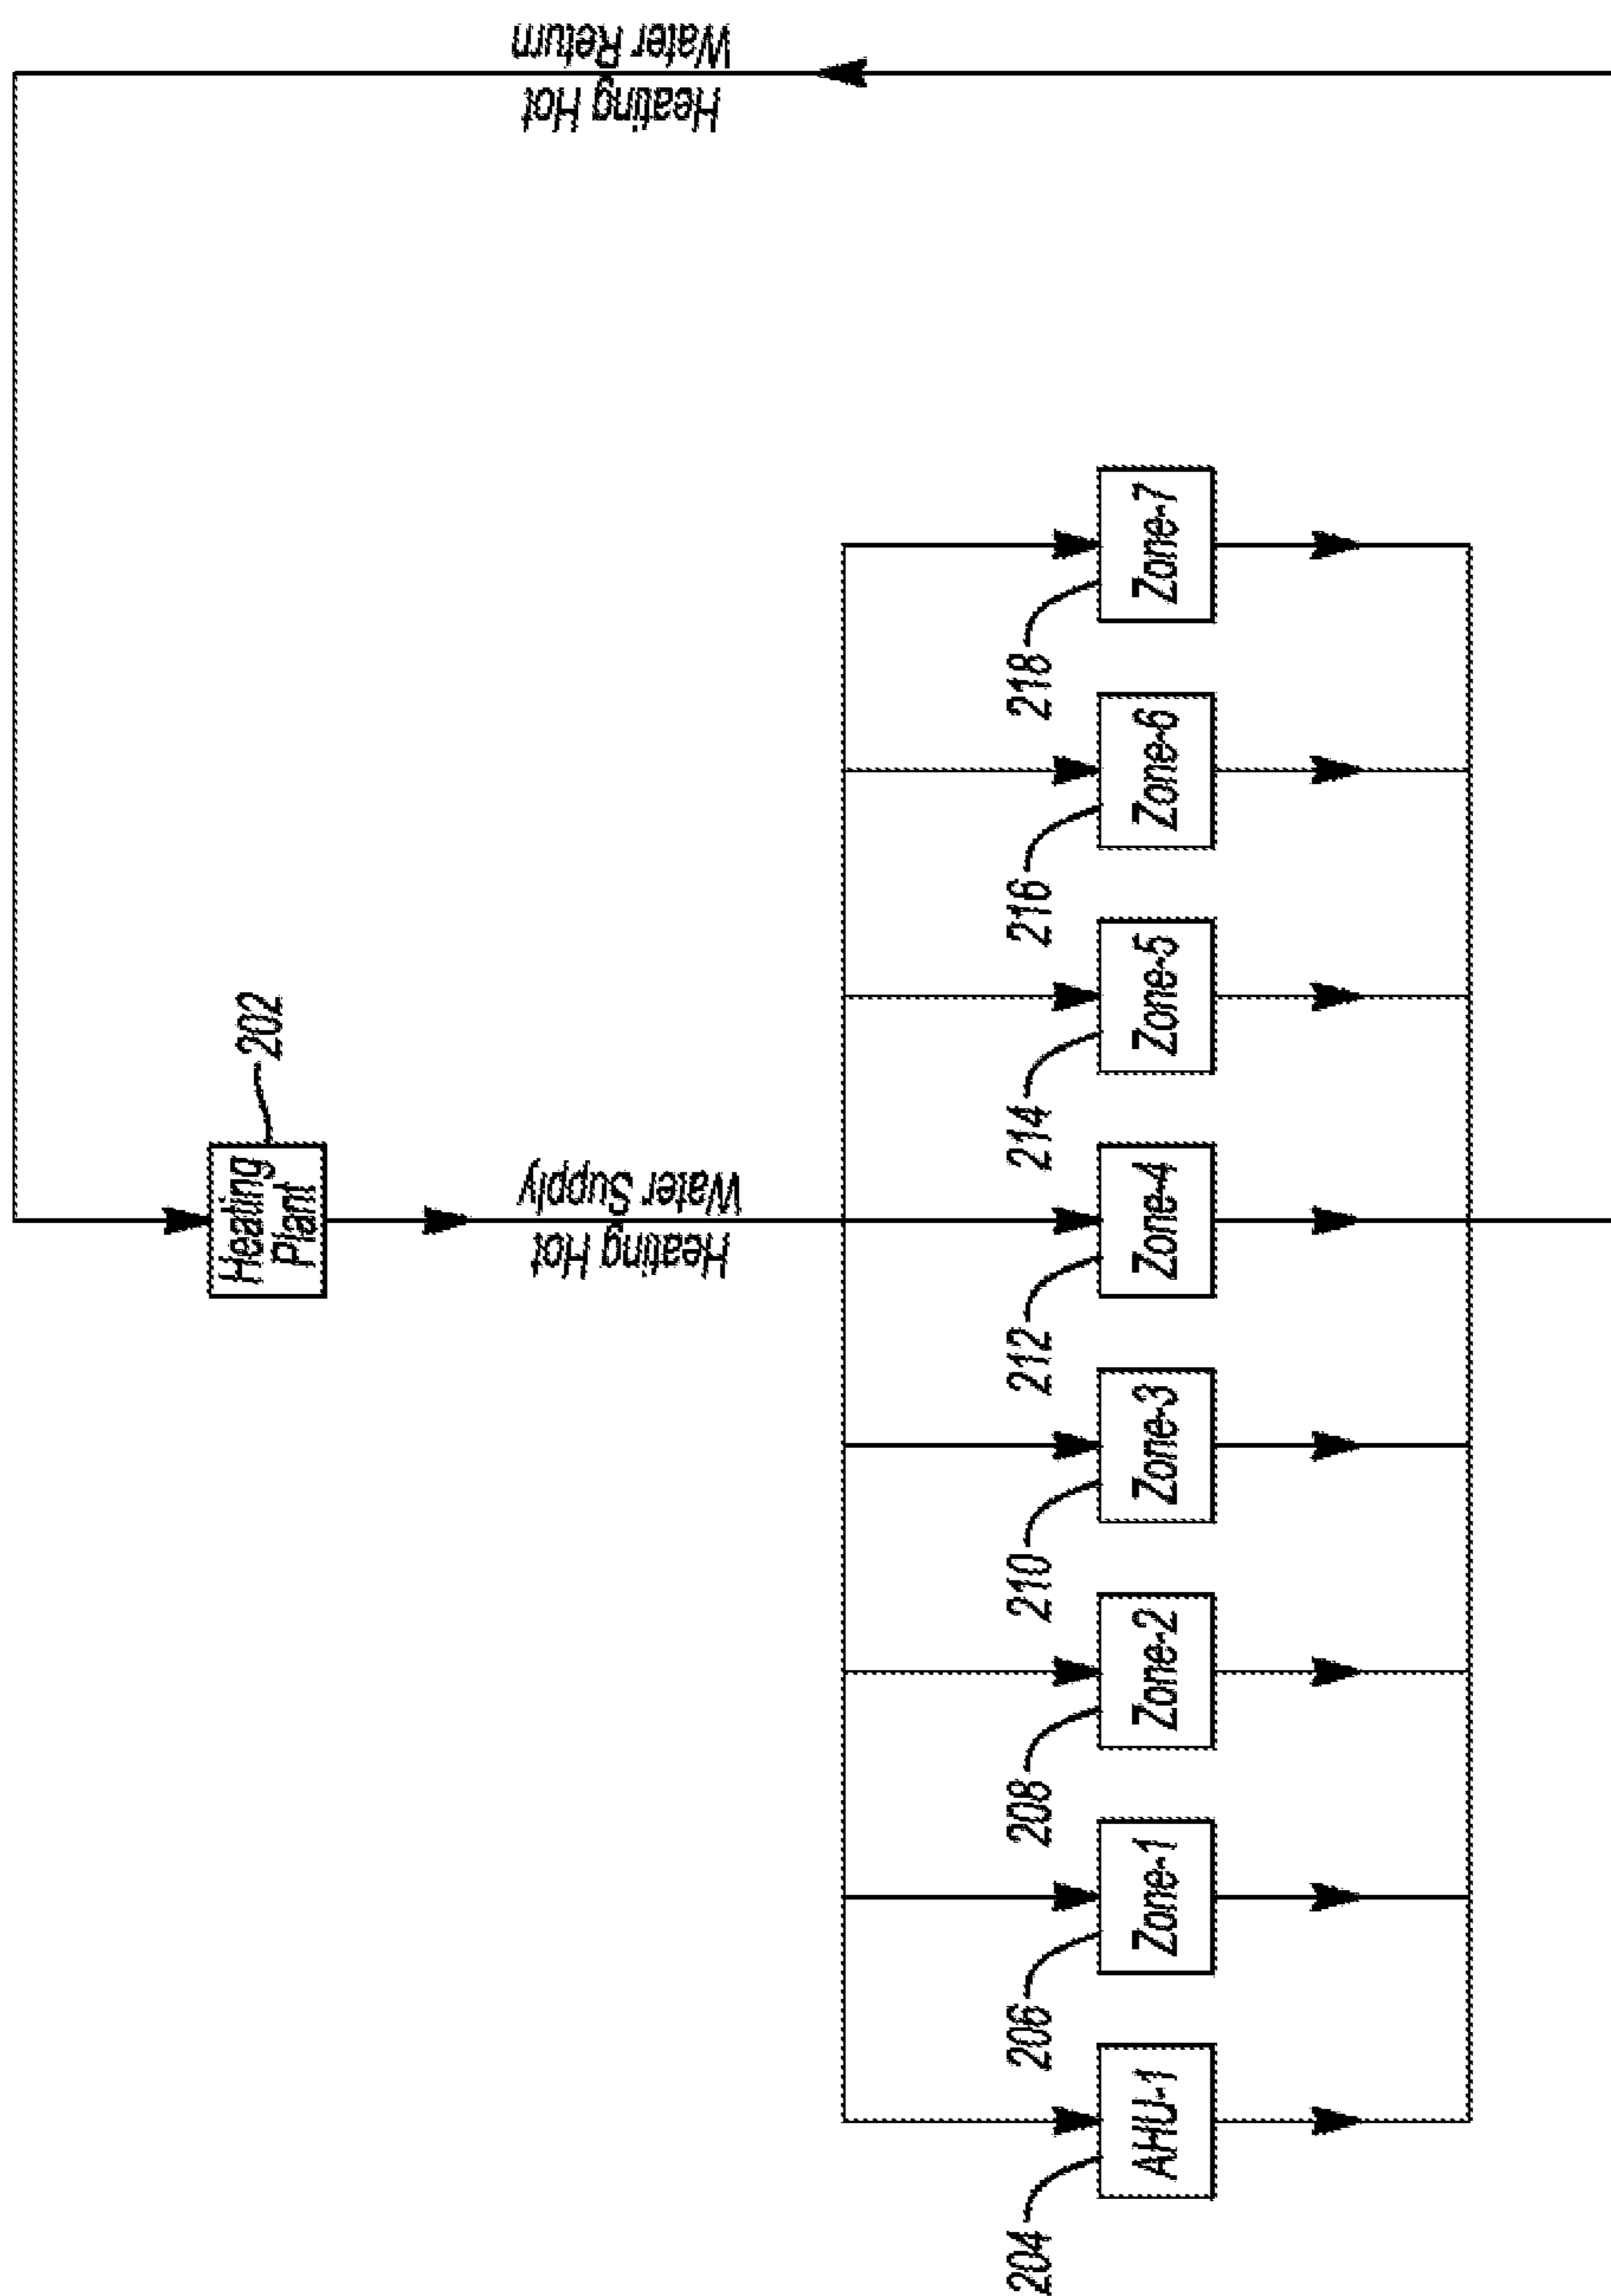 Heating
Plant
202
Heating Hot
Water Supply
Heating Hot
Water Return
204
206
208
210
212
214
216
218
AHU-1
Zone-1
Zone-2
Zone-3
Zone-4
Zone-5
Zone-6
Zone-7